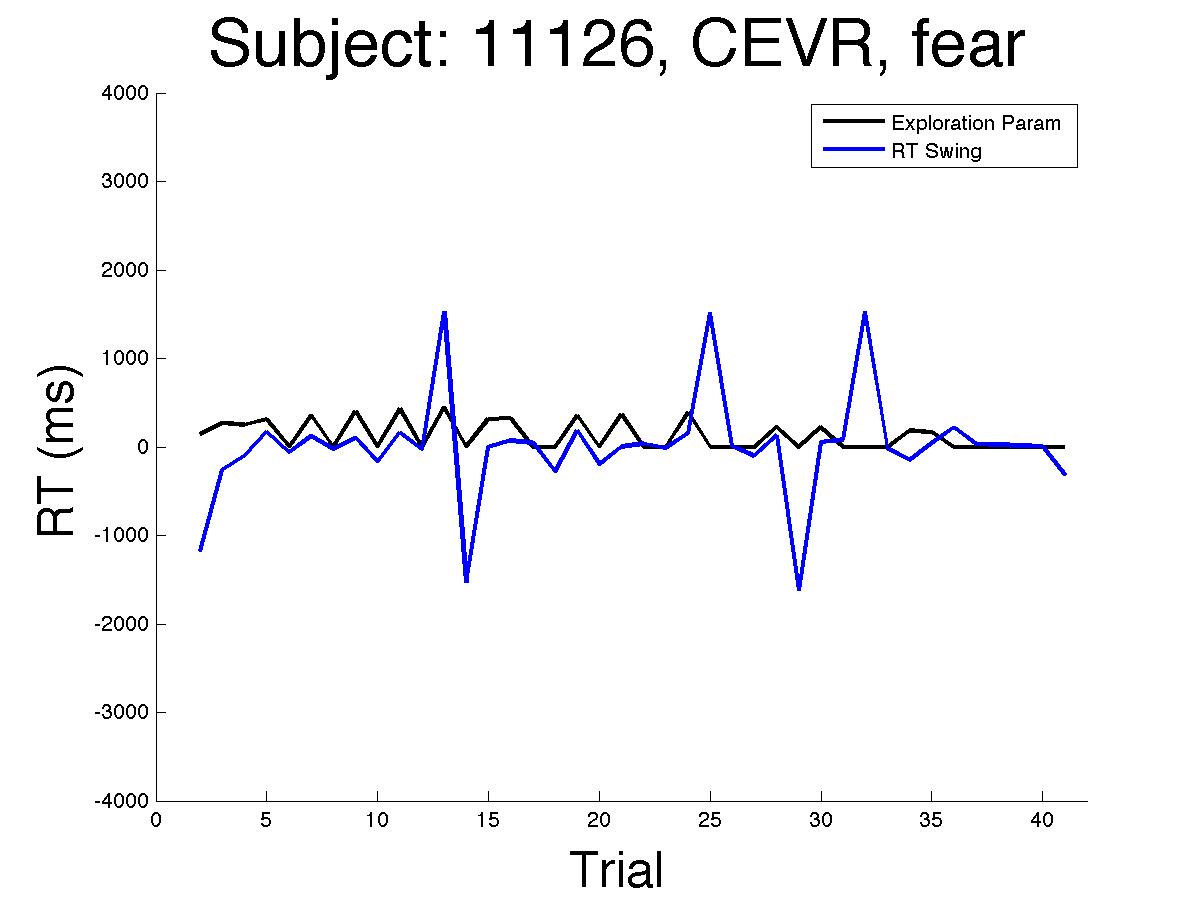 Subject: 11126, CEVR, fear
4000
3000
2000
1000
0
-1000
-2000
-3000
-4000
RT (ms)
Exploration Param
RT Swing
0 5 10 15 20 25 30 35 40
Trial